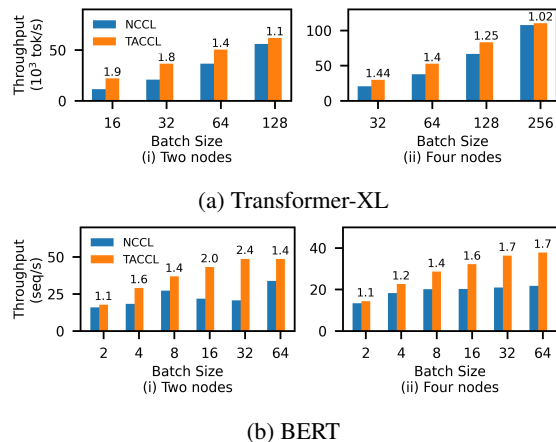 Throughput
(10³ tok/s)
50
0
NCCL
TACCL
1.9
1.8
1.4
1.1
16 32 64 128
Batch Size
(i) Two nodes
100
50
0
1.44
1.4
1.25
1.02
32 64 128 256
Batch Size
(ii) Four nodes
(a) Transformer-XL
Throughput
(seq/s)
50
25
0
NCCL
TACCL
1.1
1.6
1.4
2.0
2.4
1.4
2 4 8 16 32 64
Batch Size
(i) Two nodes
40
20
0
1.1
1.2
1.4
1.6
1.7
1.7
2 4 8 16 32 64
Batch Size
(ii) Four nodes
(b) BERT